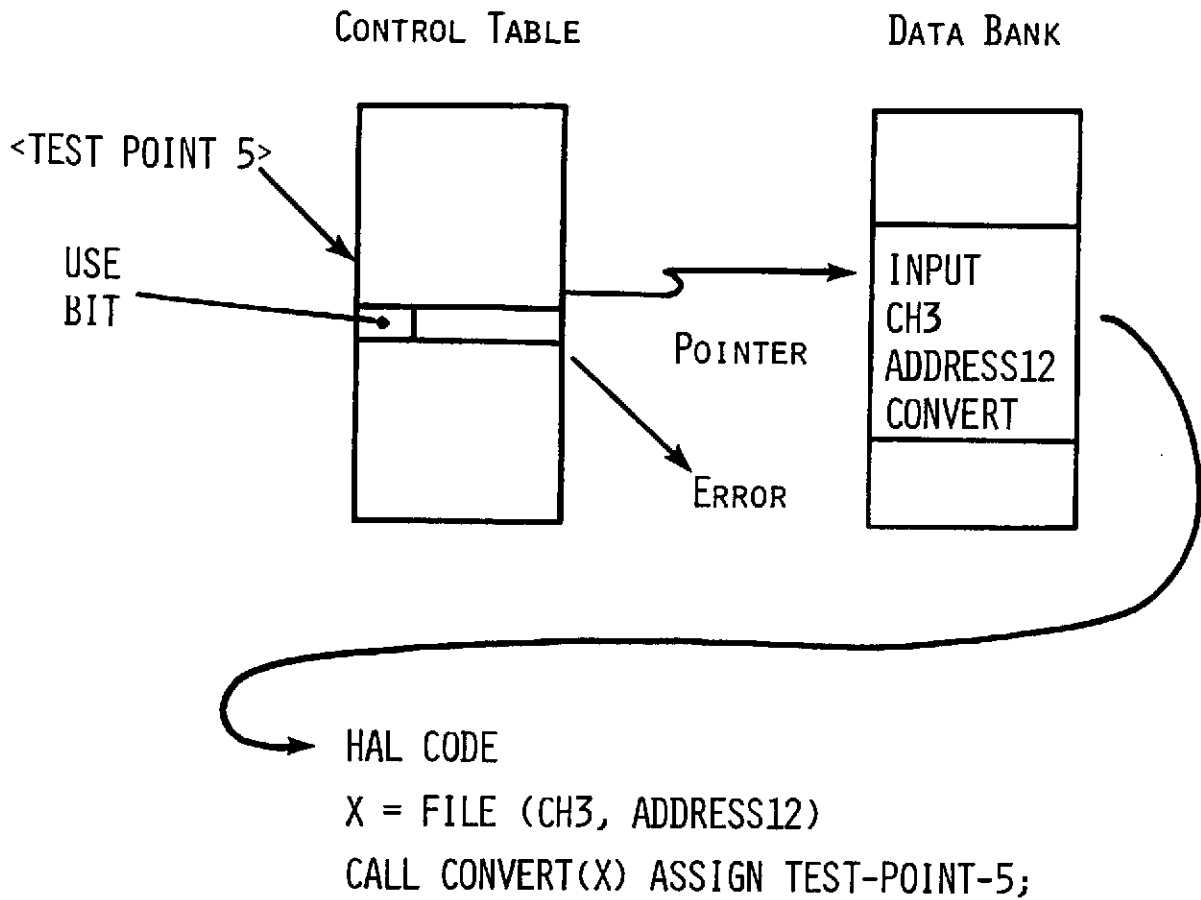 CONTROL TABLE
DATA BANK
<TEST POINT 5>
USE
BIT
INPUT
CH3
ADDRESS12
CONVERT
POINTER
ERROR
HAL CODE
X = FILE (CH3, ADDRESS12)
CALL CONVERT(X) ASSIGN TEST-POINT-5;